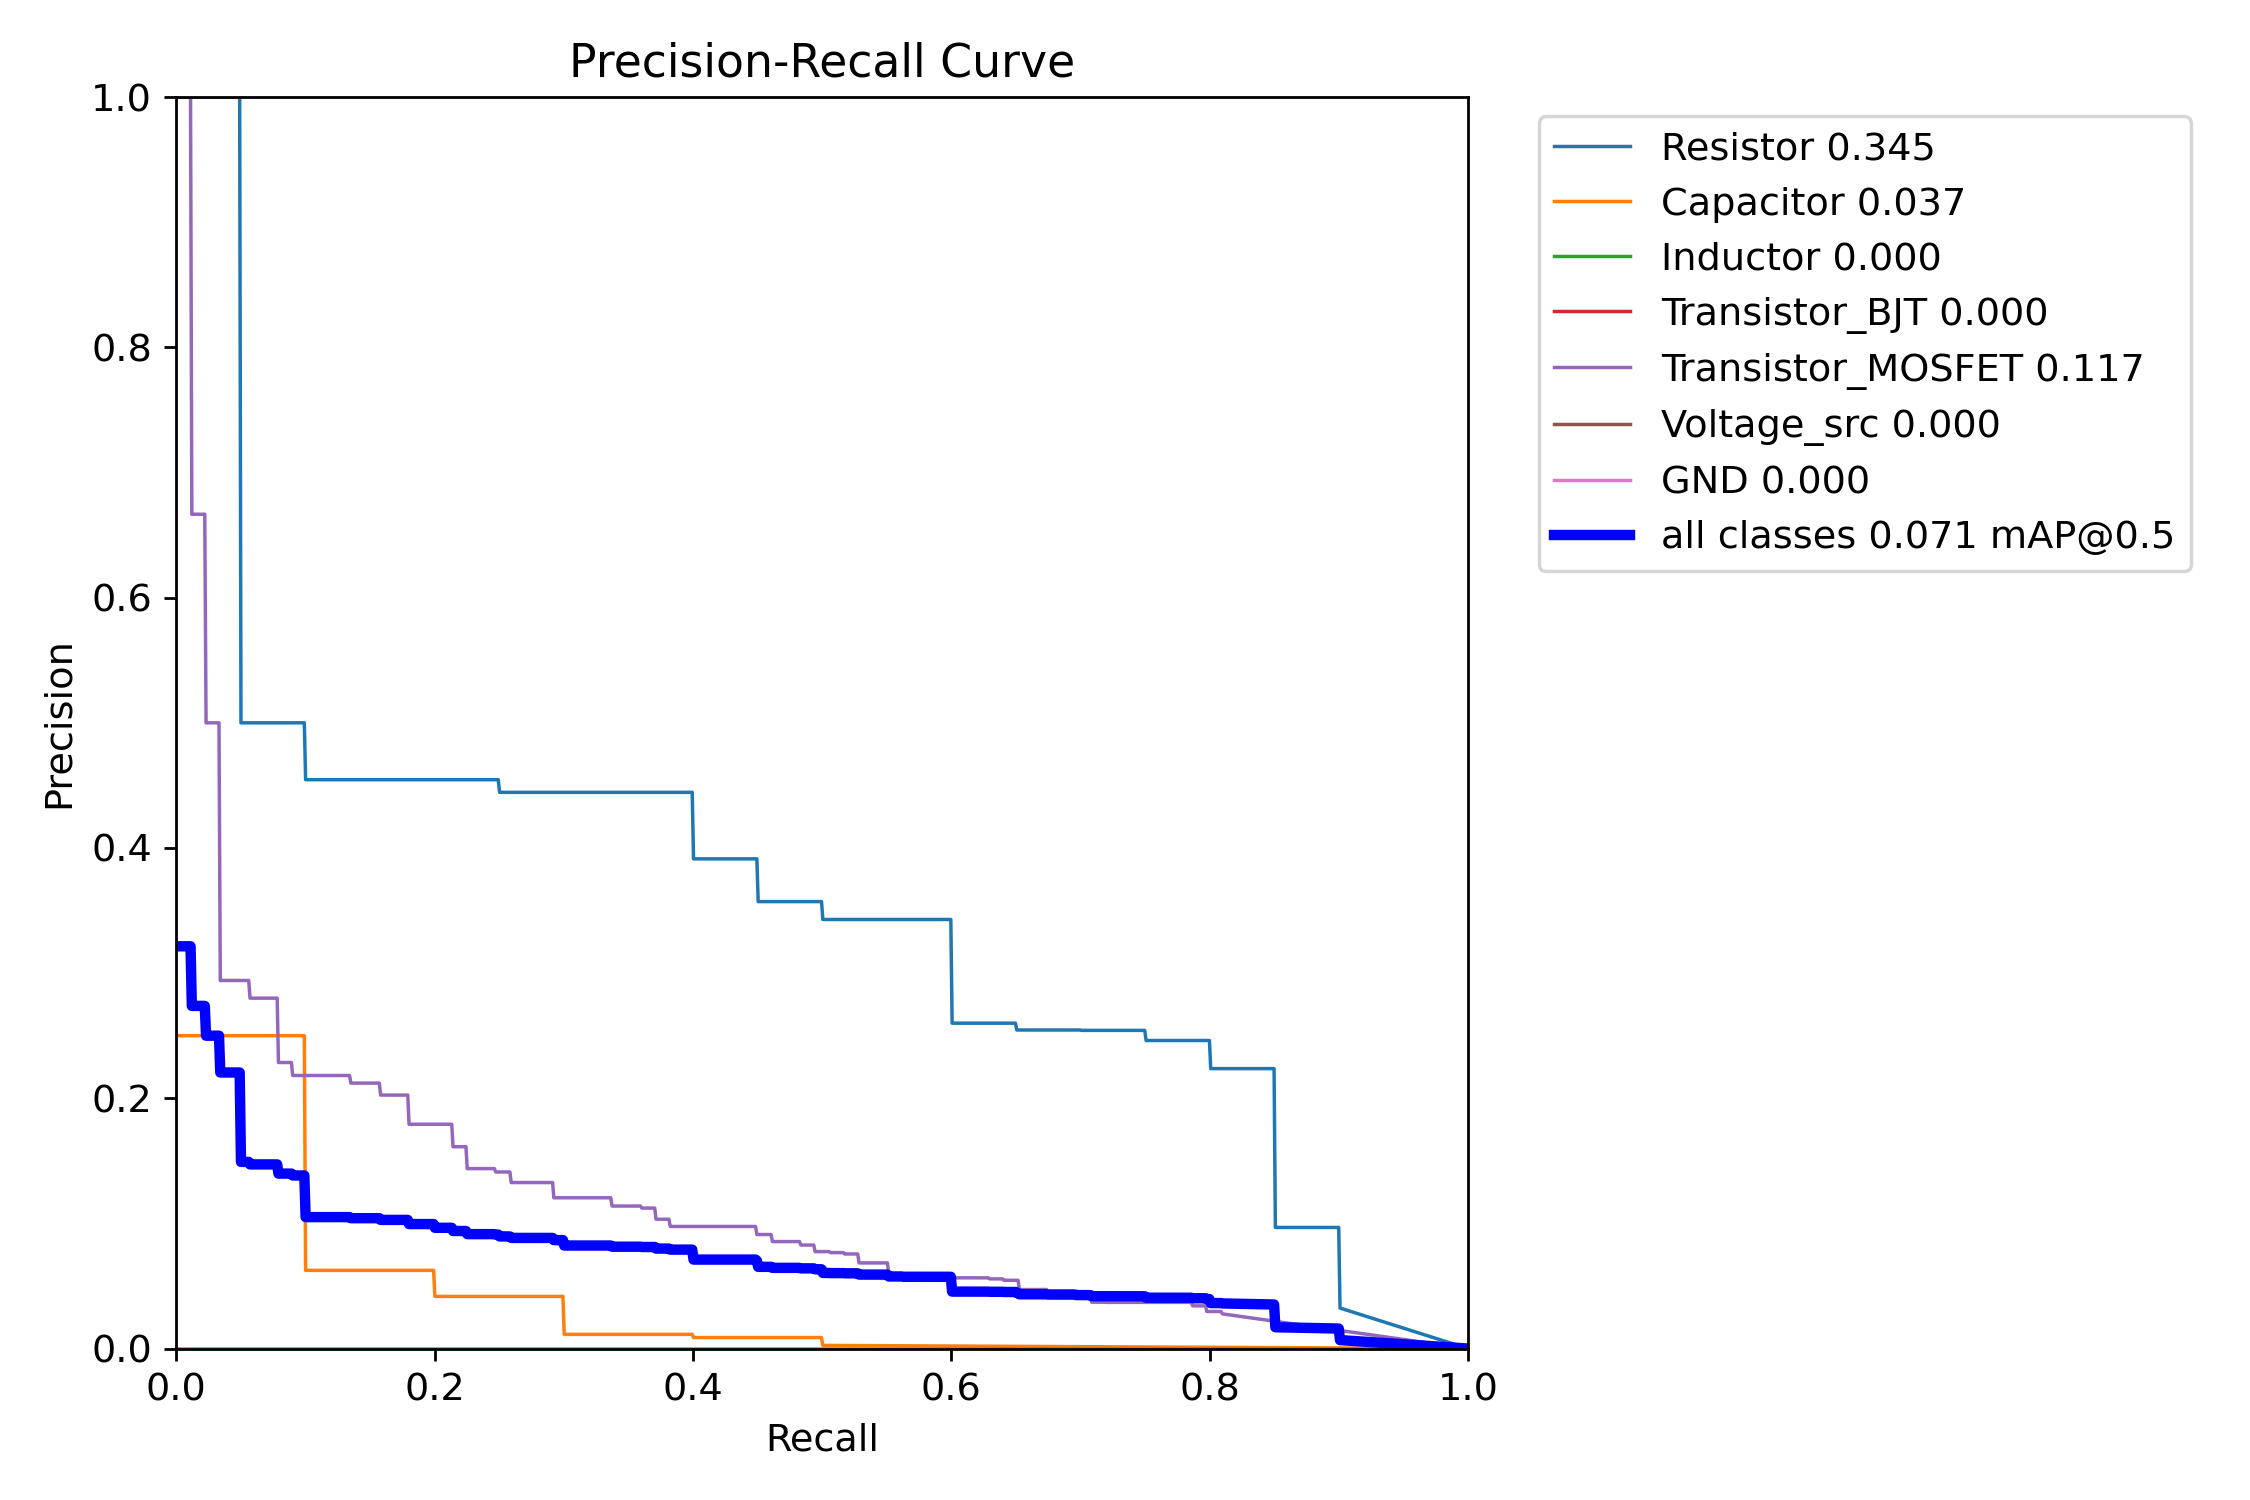 Precision-Recall Curve
1.0
0.8
0.6
0.4
0.2
0.0
Precision
0.0 0.2 0.4 0.6 0.8 1.0
Recall
Resistor 0.345
Capacitor 0.037
Inductor 0.000
Transistor_BJT 0.000
Transistor_MOSFET 0.117
Voltage_src 0.000
GND 0.000
all classes 0.071 mAP@0.5